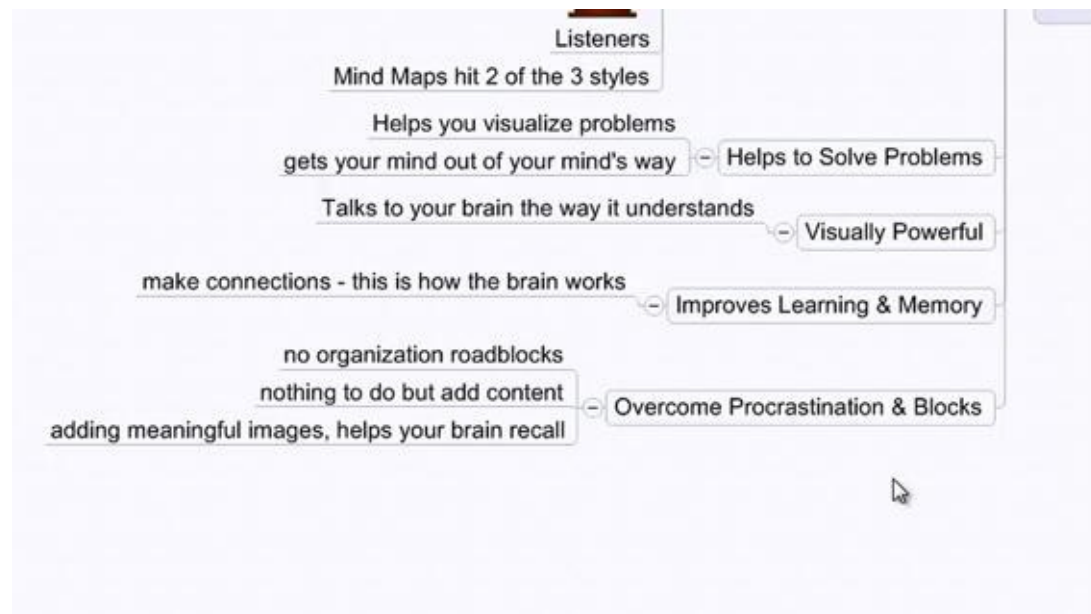 Listeners
Mind Maps hit 2 of the 3 styles
Helps you visualize problems
gets your mind out of your mind's way
Helps to Solve Problems
Talks to your brain the way it understands
Visually Powerful
make connections - this is how the brain works
Improves Learning & Memory
no organization roadblocks
nothing to do but add content
adding meaningful images, helps your brain recall
Overcome Procrastination & Blocks